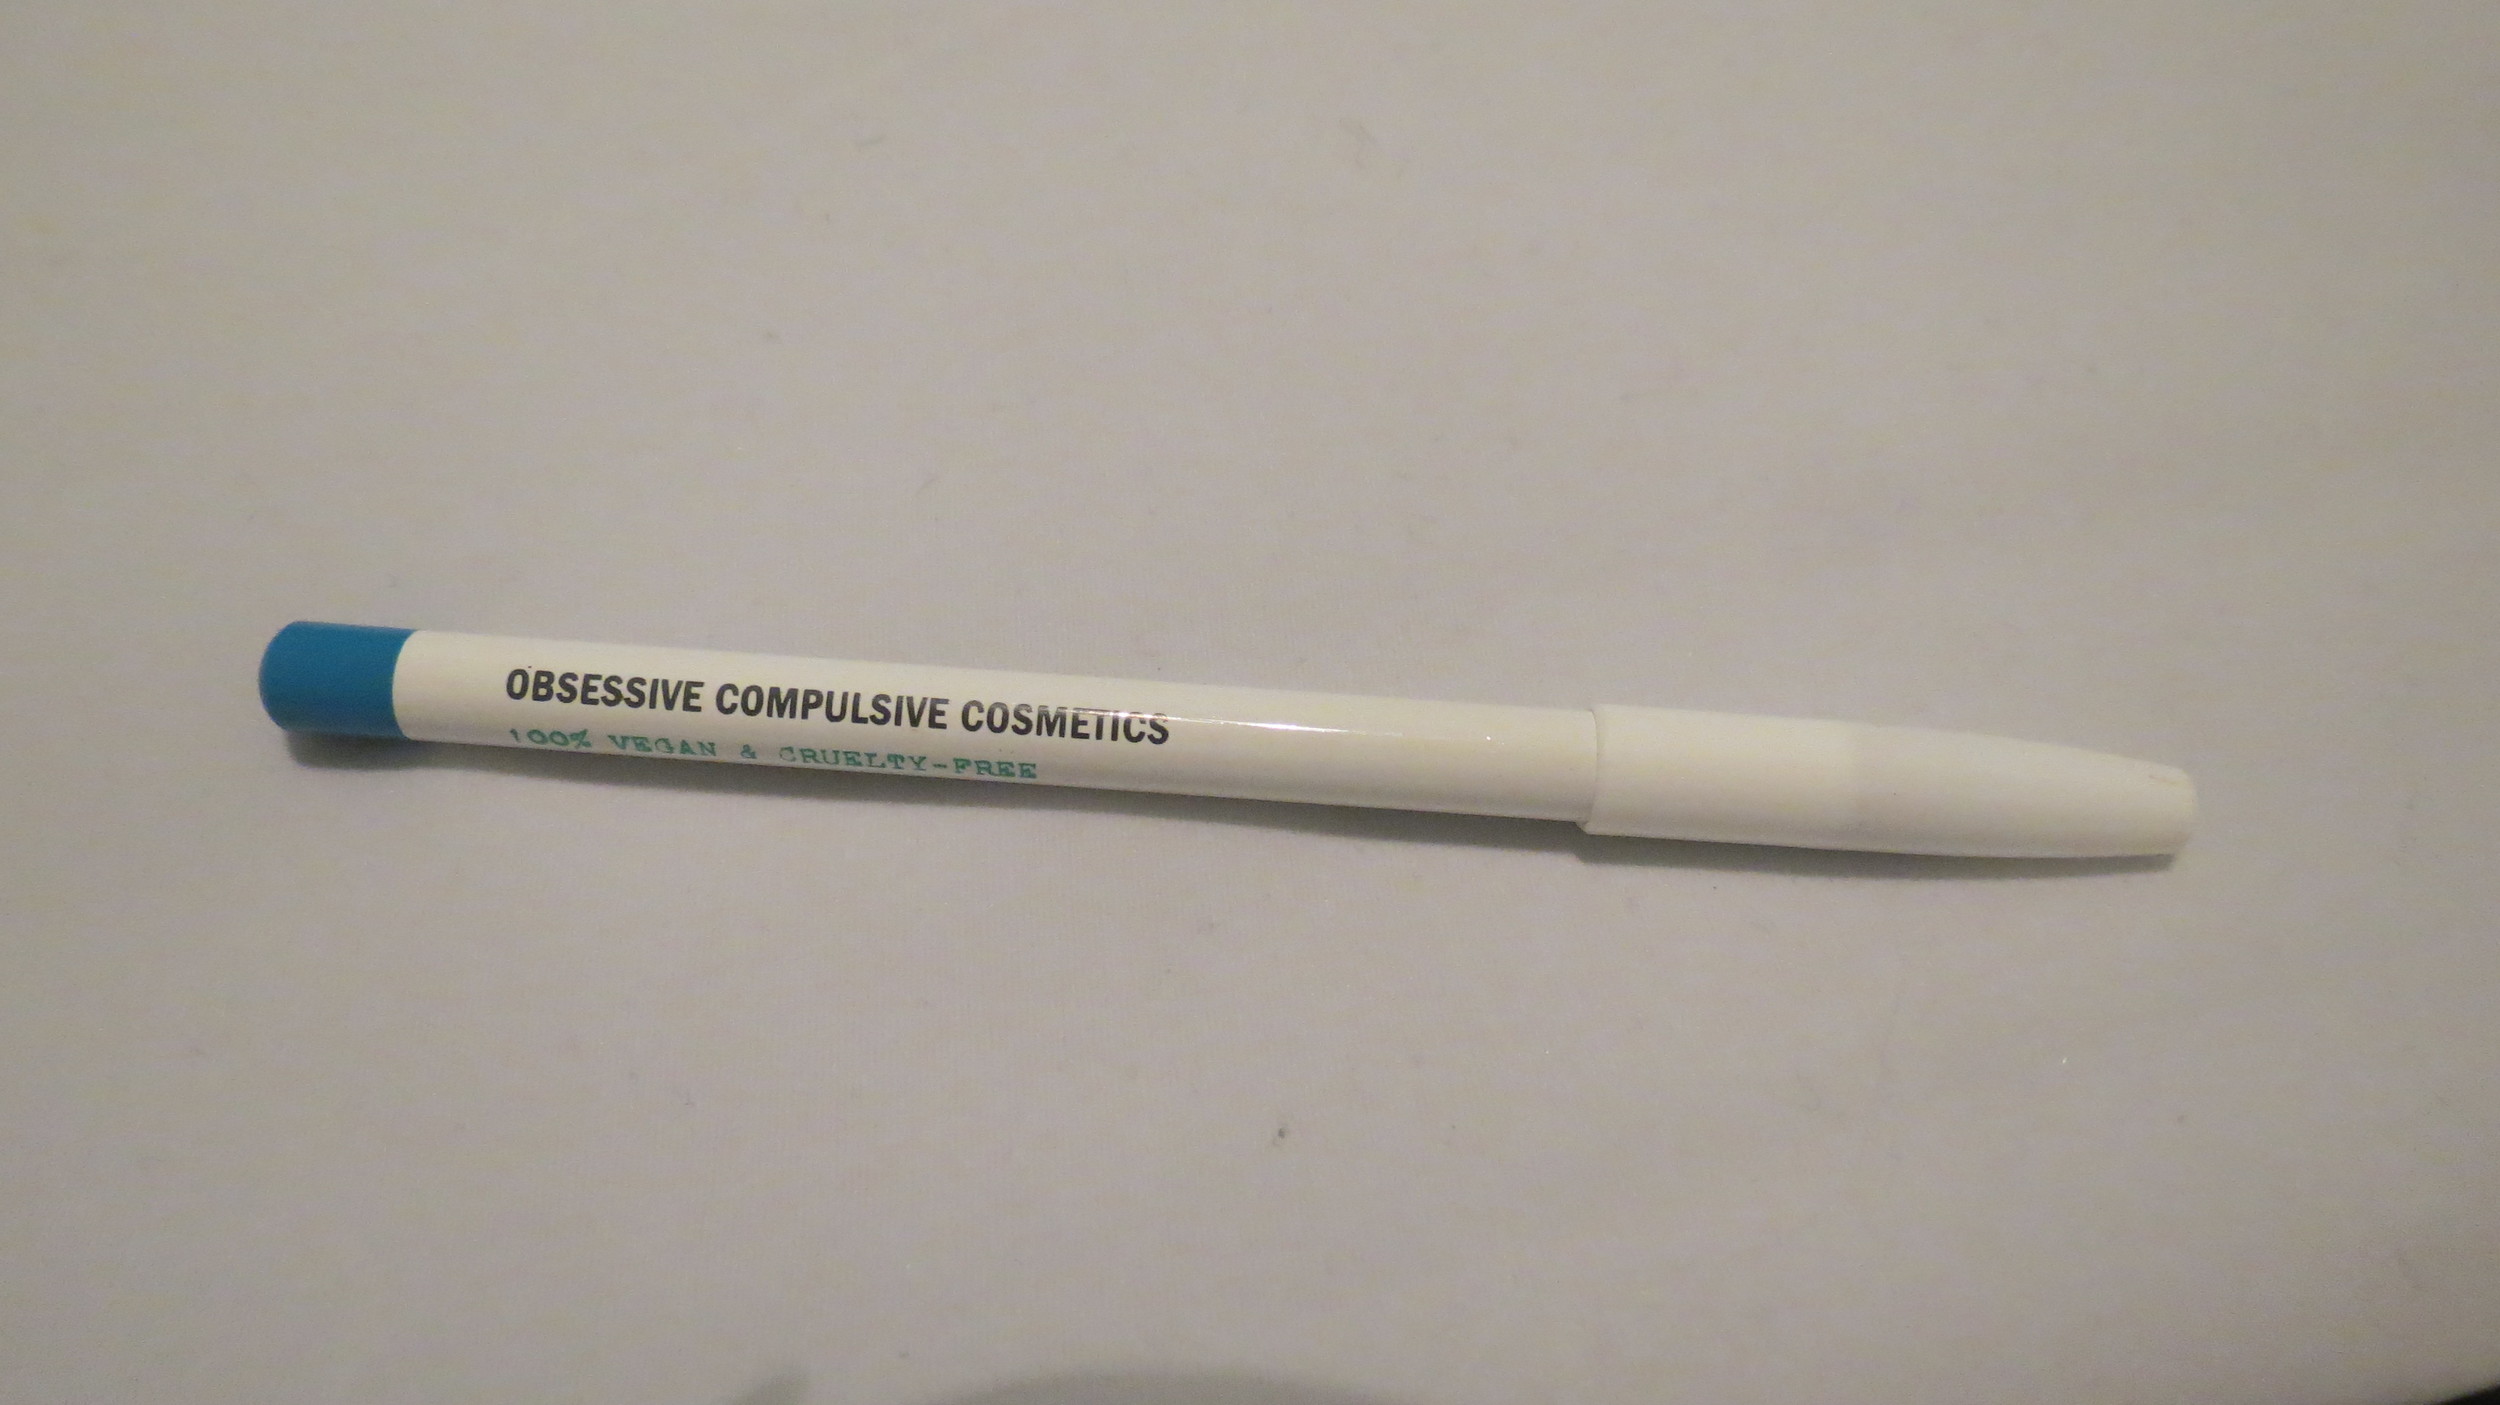 OBSESSIVE COMPULSIVE COSMETICS
100% VEGAN & CRUELTY-FREE